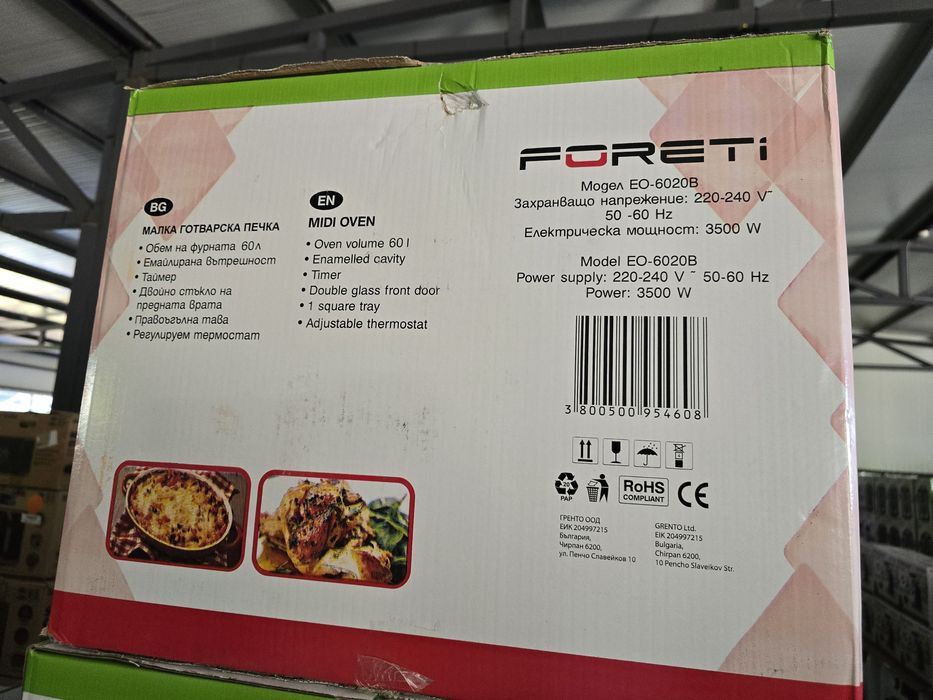 FORETI
Модел EO-6020B
Захранващо напрежение: 220-240 V~
50 -60 Hz
Електрическа мощност: 3500 W
Model EO-6020B
Power supply: 220-240 V ~ 50-60 Hz
Power: 3500 W
BG
МАЛКА ГОТВАРСКА ПЕЧКА
• Обем на фурната 60л
• Емайлирана вътрешност
• Таймер
• Двойно стъкло на
предната врата
• Правоъгълна тава
• Регулируем термостат
EN
MIDI OVEN
• Oven volume 60 l
• Enamelled cavity
• Timer
• Double glass front door
• 1 square tray
• Adjustable thermostat
3 800500 954608
20
PAP
RoHS
COMPLIANT
CE
ГРЕНТО ООД
ЕИК 204997215
България,
Чирпан 6200,
ул. Пенчо Славейков 10
GRENTO Ltd.
EIK 204997215
Bulgaria,
Chirpan 6200,
10 Pencho Slaveikov Str.